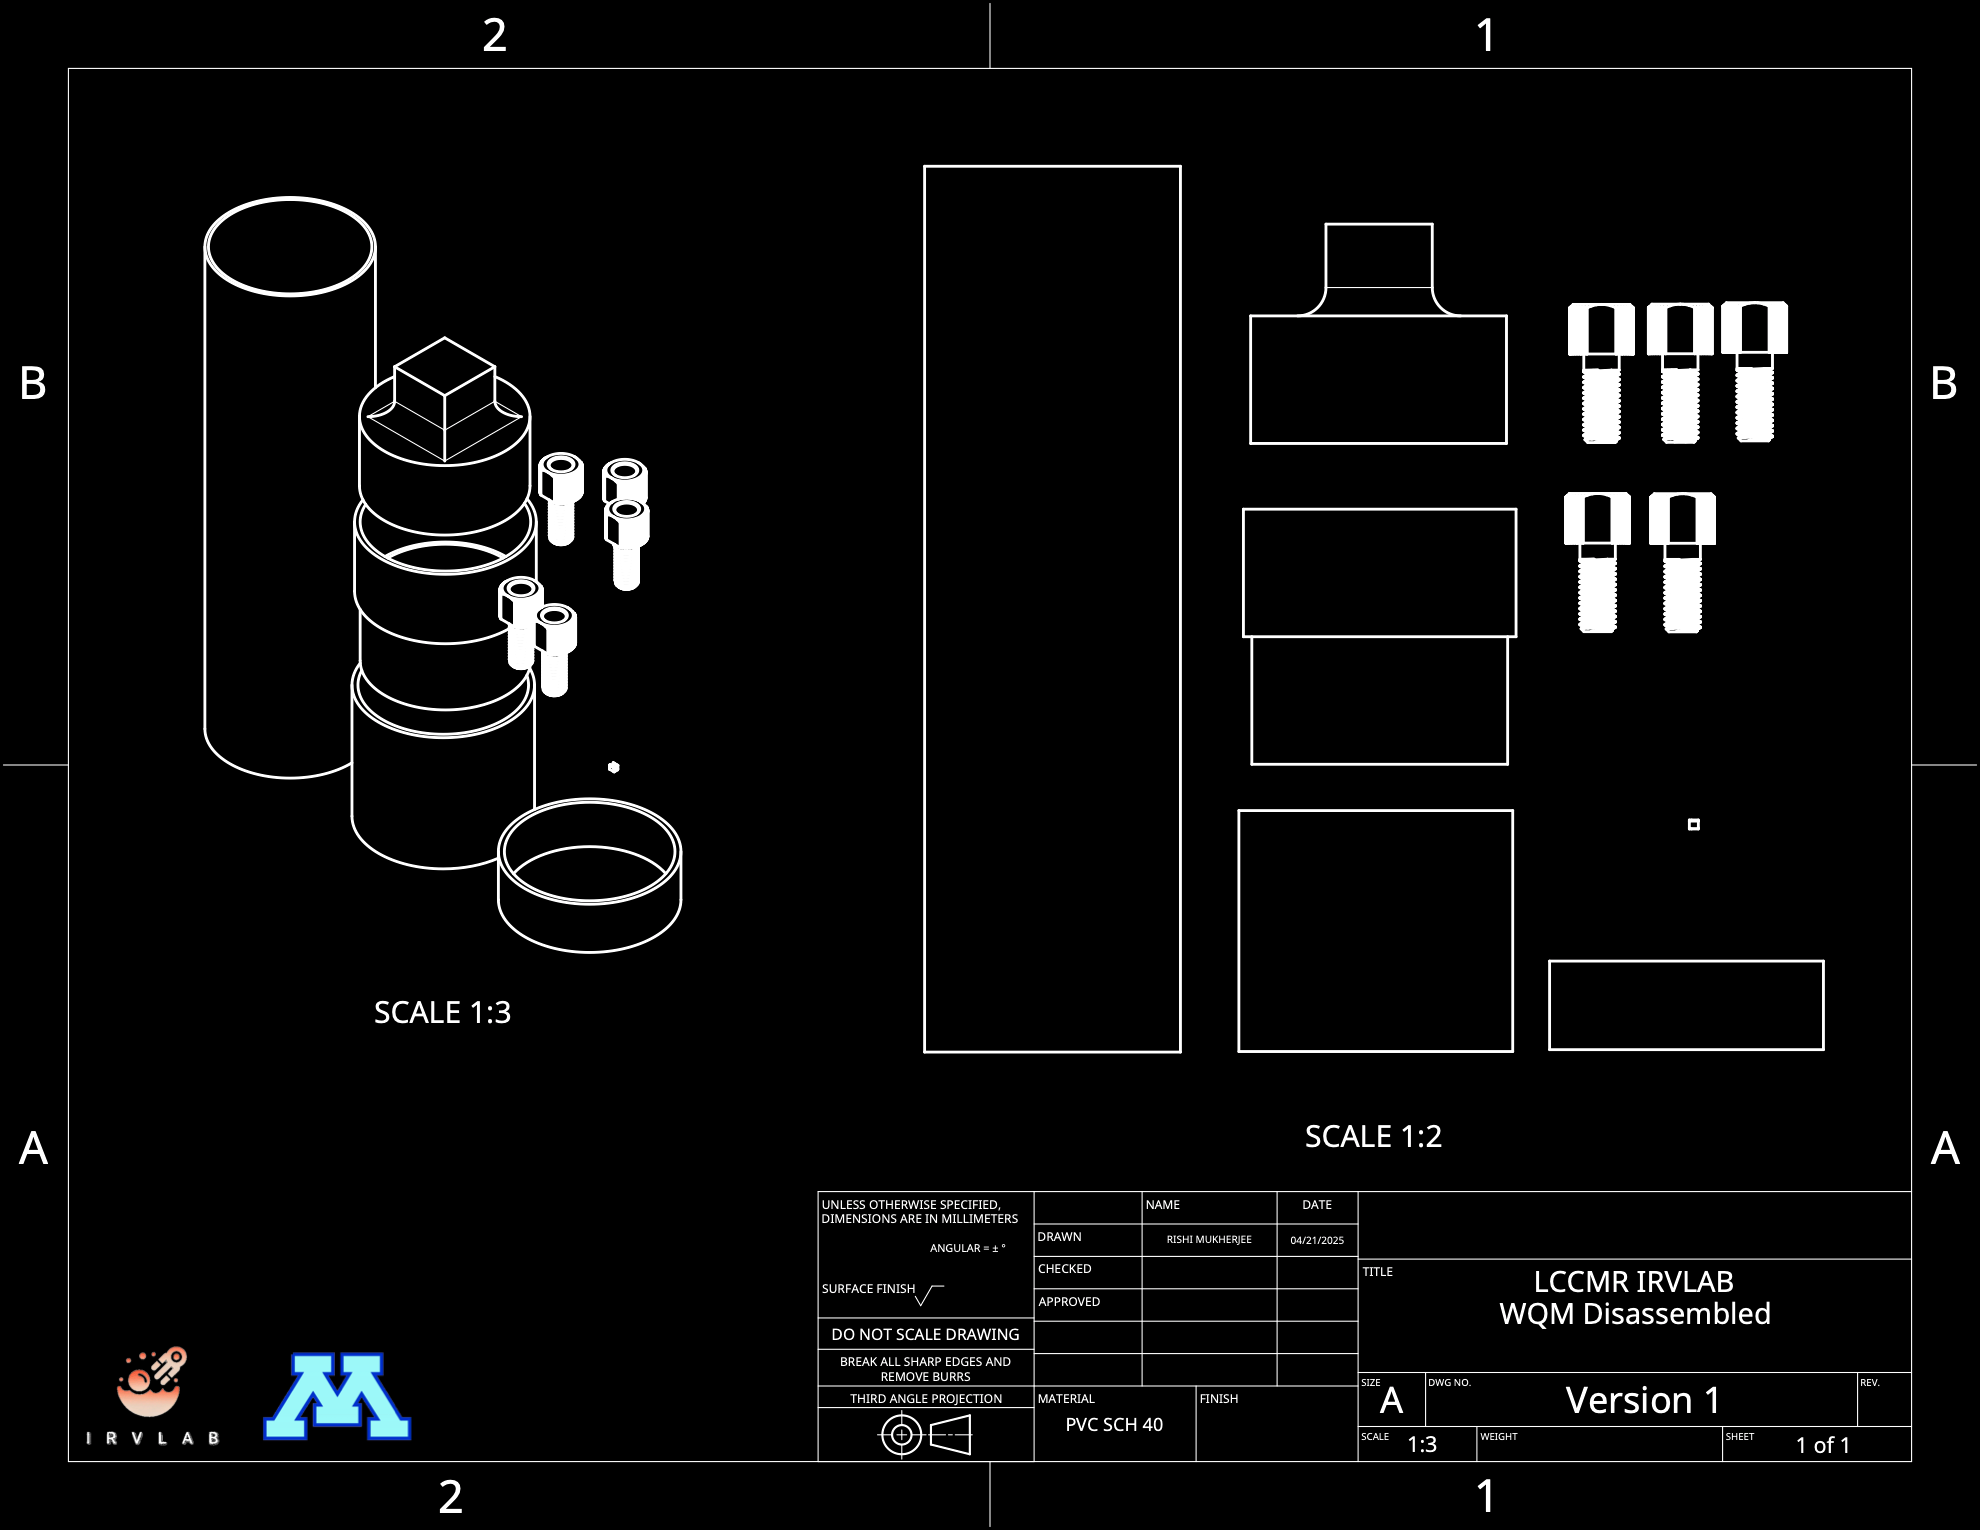 2
1
B
B
SCALE 1:3
SCALE 1:2
A
A
UNLESS OTHERWISE SPECIFIED,
DIMENSIONS ARE IN MILLIMETERS
ANGULAR = ± °
SURFACE FINISH
DO NOT SCALE DRAWING
BREAK ALL SHARP EDGES AND
REMOVE BURRS
THIRD ANGLE PROJECTION
NAME
DATE
DRAWN
RISHI MUKHERJEE
04/21/2025
CHECKED
APPROVED
MATERIAL
PVC SCH 40
FINISH
TITLE
LCCMR IRVLAB
WQM Disassembled
SIZE
A
DWG NO.
Version 1
REV.
SCALE
1:3
WEIGHT
SHEET
1 of 1
IRVLAB
M
2
1